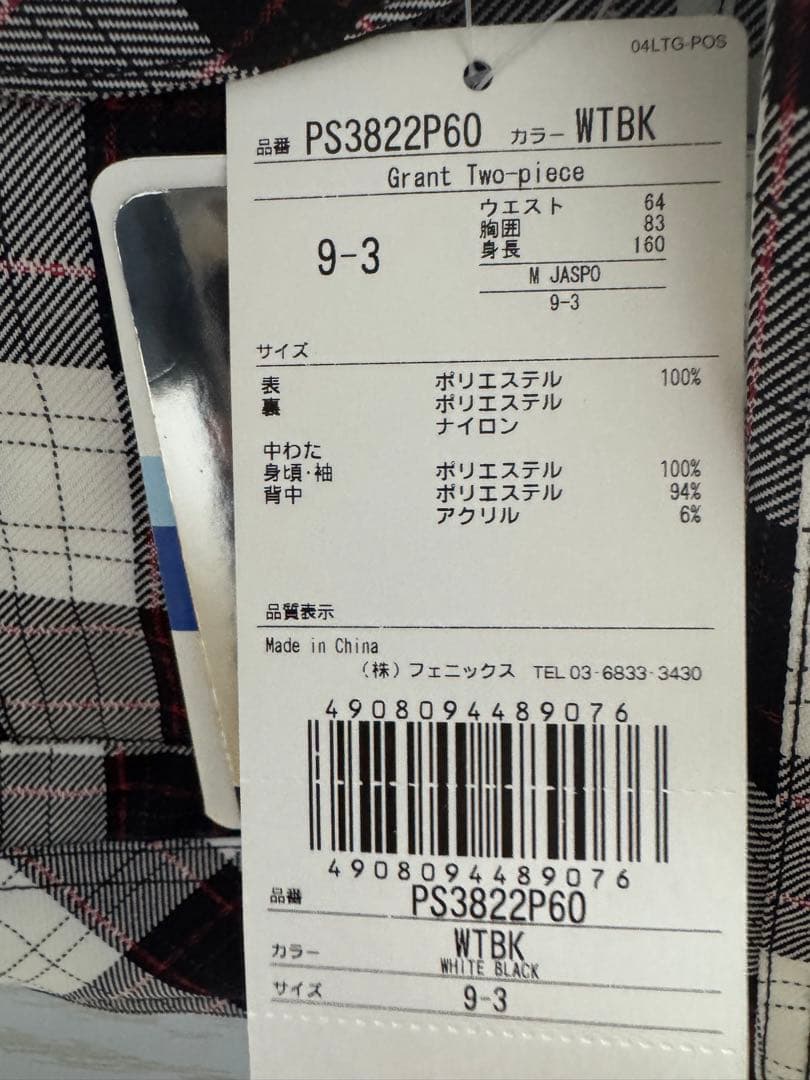 04LTG-POS
品番 PS3822P60 カラー WTBK
Grant Two-piece
9-3
ウエスト 64
胸囲 83
身長 160
M JASPO
9-3
サイズ
表 ポリエステル 100%
裏 ポリエステル
ナイロン
中わた
身頃・袖 ポリエステル 100%
背中 ポリエステル 94%
アクリル 6%
品質表示
Made in China
（株）フェニックス TEL 03-6833-3430
4908094489076
4908094489076
品番 PS3822P60
カラー WTBK
WHITE BLACK
サイズ 9-3